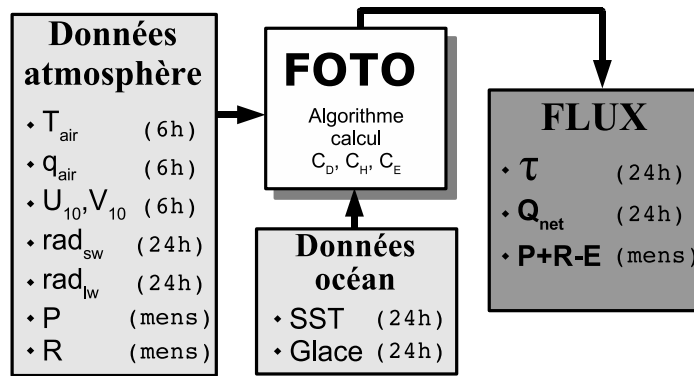 Données
atmosphère
T_air (6h)
q_air (6h)
U_10,V_10 (6h)
rad_sw (24h)
rad_lw (24h)
P (mens)
R (mens)
FOTO
Algorithme
calcul
C_D, C_H, C_E
Données
océan
SST (24h)
Glace (24h)
FLUX
τ (24h)
Q_net (24h)
P+R-E (mens)